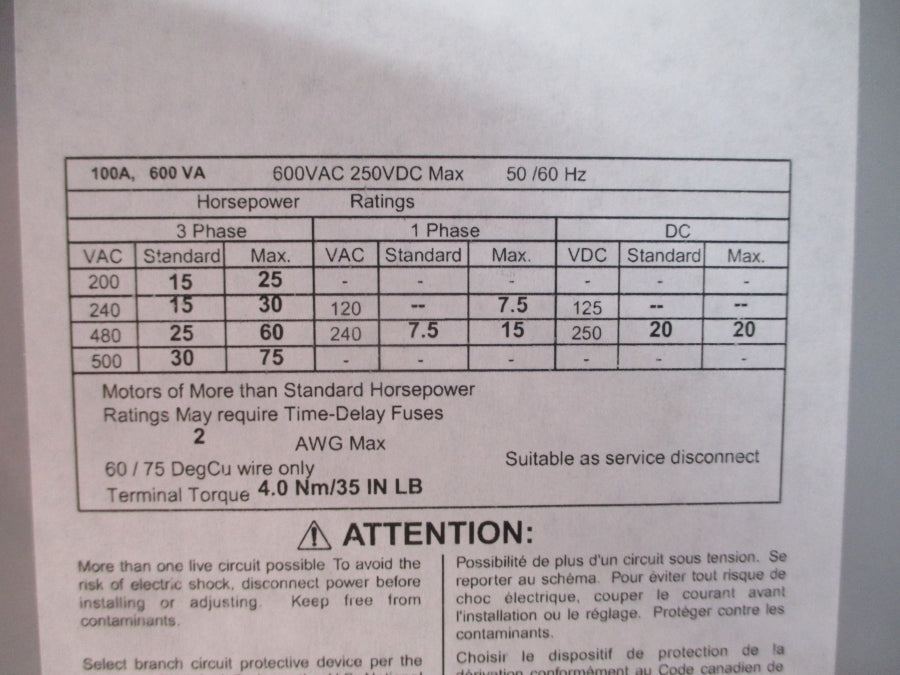 100A, 600 VA 600VAC 250VDC Max 50 /60 Hz
Horsepower Ratings
3 Phase 1 Phase DC
VAC Standard Max. VAC Standard Max. VDC Standard Max.
200 15 25 - - - - - -
240 15 30 120 -- 7.5 125 -- --
480 25 60 240 7.5 15 250 20 20
500 30 75 - - - - - -
Motors of More than Standard Horsepower
Ratings May require Time-Delay Fuses
2 AWG Max
60 / 75 DegCu wire only
Suitable as service disconnect
Terminal Torque 4.0 Nm/35 IN LB
ATTENTION:
More than one live circuit possible To avoid the
risk of electric shock, disconnect power before
installing or adjusting. Keep free from
contaminants.
Select branch circuit protective device per the
Possibilité de plus d'un circuit sous tension. Se
reporter au schéma. Pour éviter tout risque de
choc électrique, couper le courant avant
l'installation ou le réglage. Protéger contre les
contaminants.
Choisir le dispositif de protection de la
dérivation conformément au Code canadien de